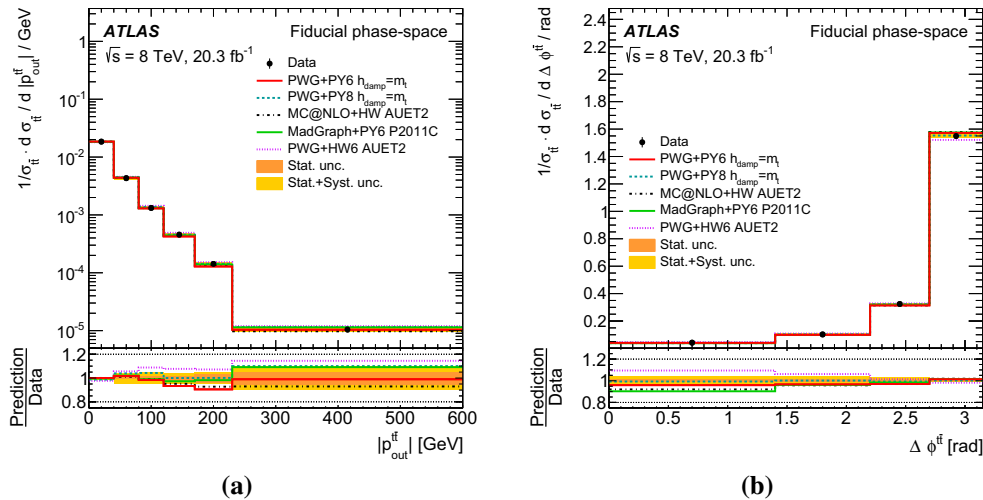 ATLAS Fiducial phase-space
√s = 8 TeV, 20.3 fb⁻¹
Data
PWG+PY6 h_damp=m_t
PWG+PY8 h_damp=m_t
MC@NLO+HW AUET2
MadGraph+PY6 P2011C
PWG+HW6 AUET2
Stat. unc.
Stat.+Syst. unc.
1/σ_tt̄ · d σ_tt̄ / d |p_out^tt̄| / GeV
1
10⁻¹
10⁻²
10⁻³
10⁻⁴
10⁻⁵
Prediction
Data
1.2
1
0.8
0 100 200 300 400 500 600
|p_out^tt̄| [GeV]
(a)
ATLAS Fiducial phase-space
√s = 8 TeV, 20.3 fb⁻¹
Data
PWG+PY6 h_damp=m_t
PWG+PY8 h_damp=m_t
MC@NLO+HW AUET2
MadGraph+PY6 P2011C
PWG+HW6 AUET2
Stat. unc.
Stat.+Syst. unc.
1/σ_tt̄ · d σ_tt̄ / d Δ ϕ^tt̄ / rad
2.4
2.2
2
1.8
1.6
1.4
1.2
1
0.8
0.6
0.4
0.2
Prediction
Data
1.2
1
0.8
0 0.5 1 1.5 2 2.5 3
Δ ϕ^tt̄ [rad]
(b)